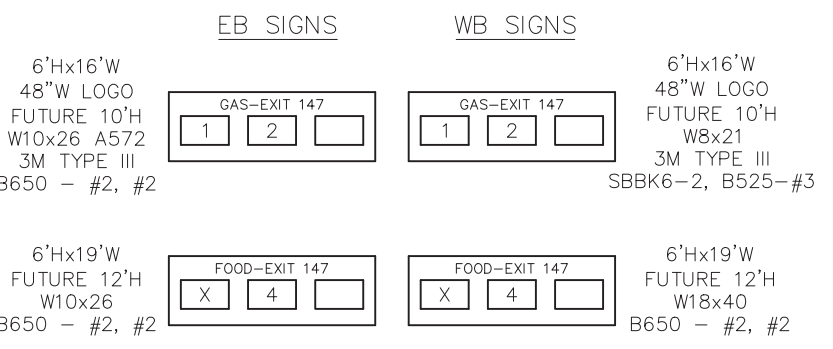 EB SIGNS
WB SIGNS
6'Hx16'W
48"W LOGO
FUTURE 10'H
W10x26 A572
3M TYPE III
B650 - #2, #2
GAS-EXIT 147
1 2
GAS-EXIT 147
1 2
6'Hx16'W
48"W LOGO
FUTURE 10'H
W8x21
3M TYPE III
SBBK6-2, B525-#3
6'Hx19'W
FUTURE 12'H
W10x26
B650 - #2, #2
FOOD-EXIT 147
X 4
FOOD-EXIT 147
X 4
6'Hx19'W
FUTURE 12'H
W18x40
B650 - #2, #2